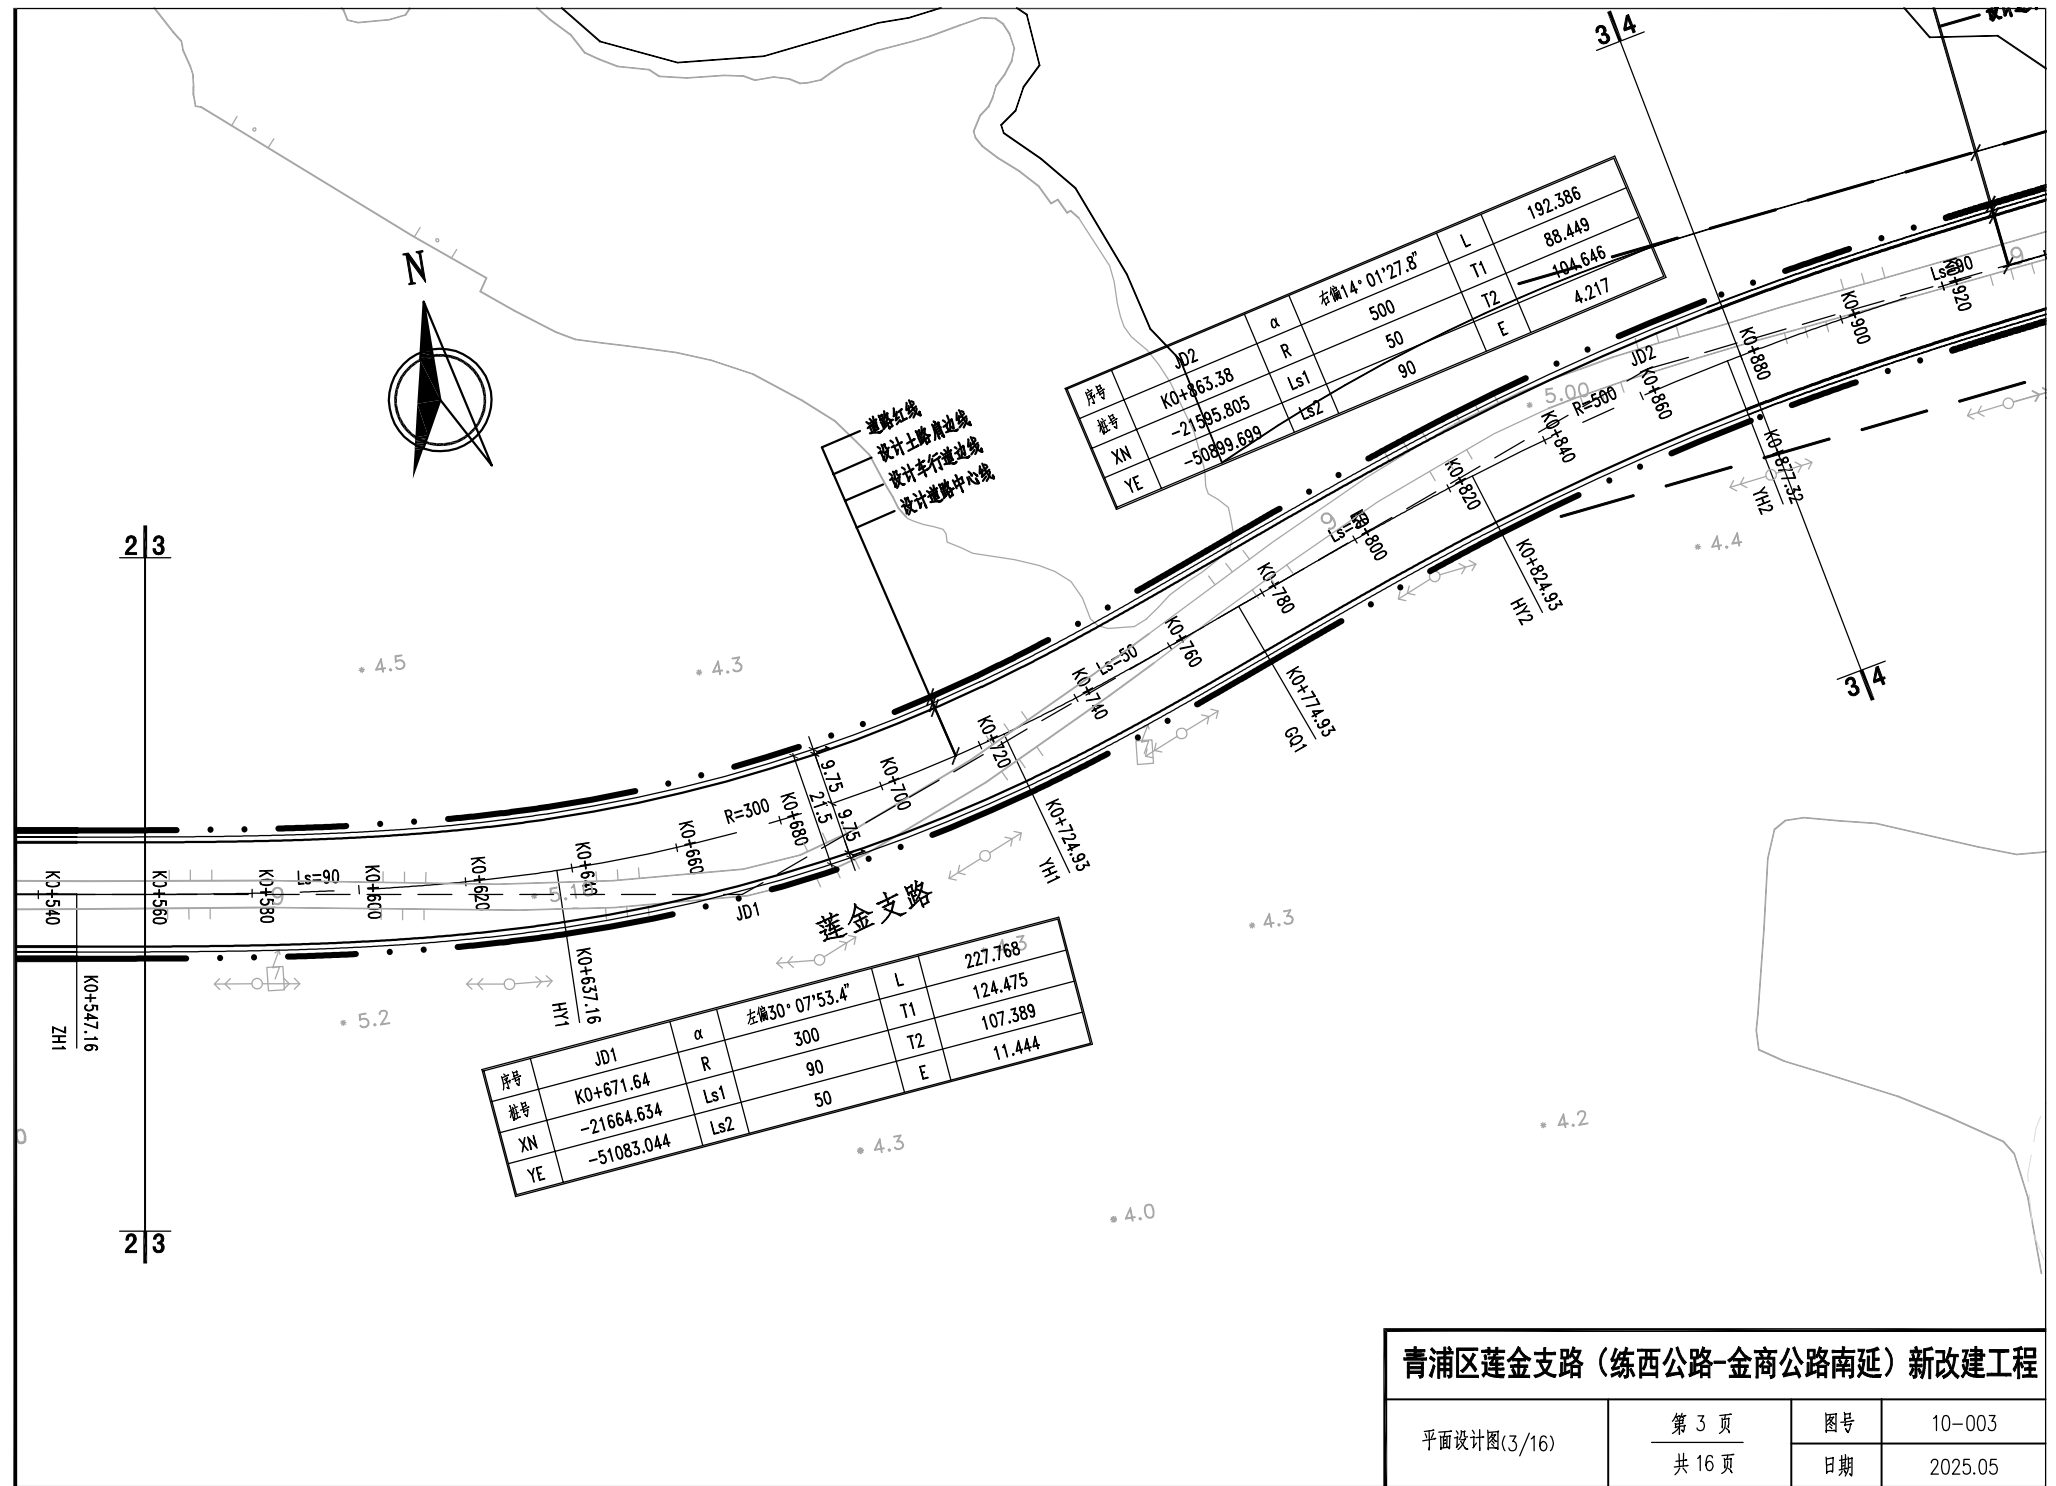 3 4
N
道路红线
设计土路肩边线
设计车行道边线
设计道路中心线
序号 JD2 α 右偏14°01'27.8" L 192.386
桩号 K0+863.38 R 500 T1 88.449
XN -21595.805 Ls1 50 T2 104.646
YE -50899.699 Ls2 90 E 4.217
Ls=90
K0+920
K0+900
K0+880
JD2
K0+860
R=500
5.00
K0+840
K0+820
K0+800
K0+780
K0+760
Ls=50
K0+740
K0+720
K0+700
K0+680
R=300
K0+660
K0+640
K0+620
K0+600
Ls=90
K0+580
K0+560
K0+540
9
9
9
9.75
21.5
9.75
K0+877.32
YH2
K0+824.93
HY2
K0+774.93
GQ1
K0+724.93
YH1
K0+637.16
HY1
K0+547.16
ZH1
JD1
莲金支路
2 3
4.5
4.3
4.4
3 4
4.3
5.2
4.3
4.2
4.0
7
7
序号 JD1 α 左偏30°07'53.4" L 227.768
桩号 K0+671.64 R 300 T1 124.475
XN -21664.634 Ls1 90 T2 107.389
YE -51083.044 Ls2 50 E 11.444
2 3
青浦区莲金支路（练西公路-金商公路南延）新改建工程
平面设计图(3/16)
第 3 页
共 16 页
图号 10-003
日期 2025.05